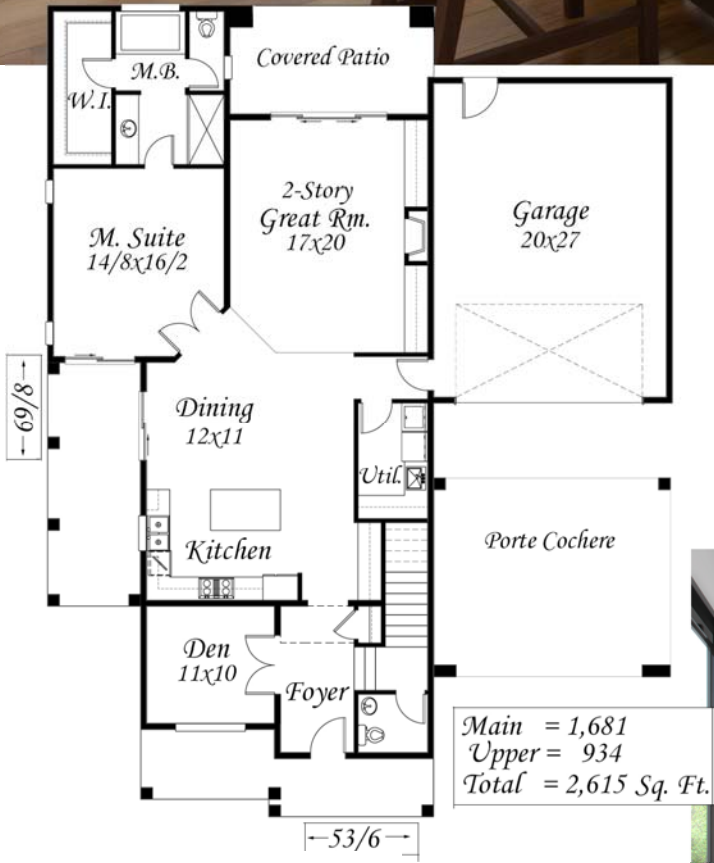 Covered Patio
M.B.
W.I.
2-Story
Great Rm.
17x20
Garage
20x27
M. Suite
14/8x16/2
69/8
Dining
12x11
Util.
Kitchen
Porte Cochere
Den
11x10
Foyer
Main = 1,681
Upper = 934
Total = 2,615 Sq. Ft.
53/6